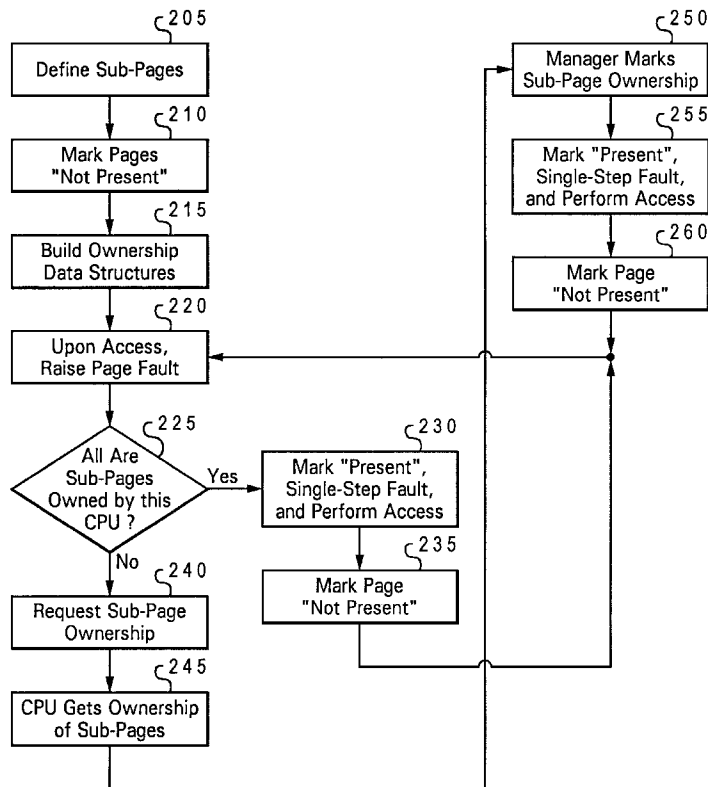 205
Define Sub-Pages
210
Mark Pages
"Not Present"
215
Build Ownership
Data Structures
220
Upon Access,
Raise Page Fault
225
All Are
Sub-Pages
Owned by this
CPU ?
Yes
No
230
Mark "Present",
Single-Step Fault,
and Perform Access
235
Mark Page
"Not Present"
240
Request Sub-Page
Ownership
245
CPU Gets Ownership
of Sub-Pages
250
Manager Marks
Sub-Page Ownership
255
Mark "Present",
Single-Step Fault,
and Perform Access
260
Mark Page
"Not Present"